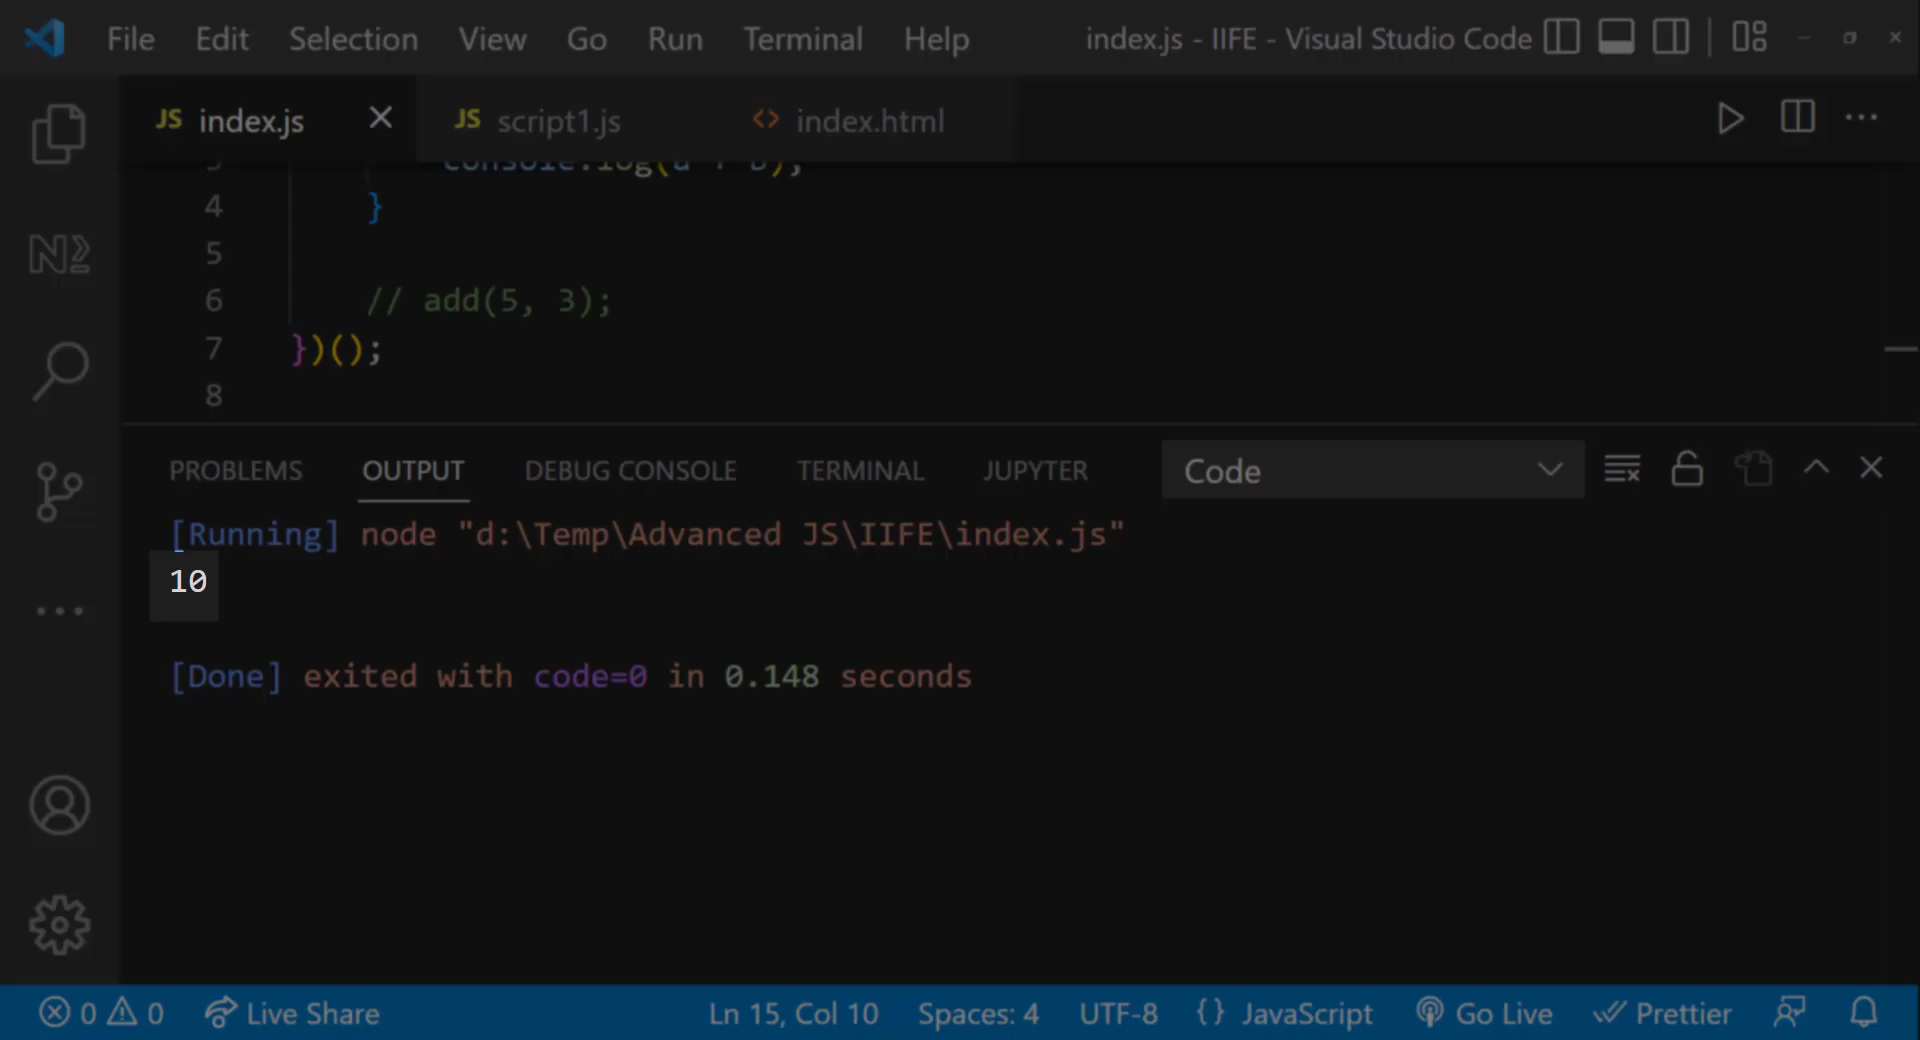 File Edit Selection View Go Run Terminal Help index.js - IIFE - Visual Studio Code
JS index.js JS script1.js <> index.html
3 console.log(a + b);
4 }
5
6 // add(5, 3);
7 })();
8
PROBLEMS OUTPUT DEBUG CONSOLE TERMINAL JUPYTER Code
[Running] node "d:\Temp\Advanced JS\IIFE\index.js"
10
[Done] exited with code=0 in 0.148 seconds
0 0 Live Share Ln 15, Col 10 Spaces: 4 UTF-8 {} JavaScript Go Live Prettier